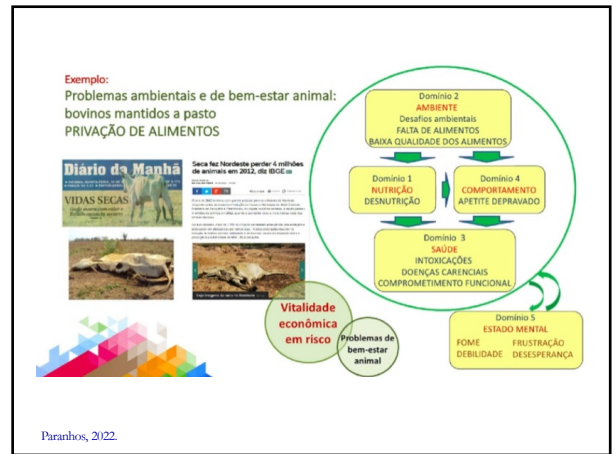 Exemplo:
Problemas ambientais e de bem-estar animal:
bovinos mantidos a pasto
PRIVAÇÃO DE ALIMENTOS
Diário da Manhã
VIDAS SECAS
Seca fez Nordeste perder 4 milhões
de animais em 2012, diz IBGE
Vitalidade
econômica
em risco
Problemas de
bem-estar
animal
Domínio 2
AMBIENTE
Desafios ambientais
FALTA DE ALIMENTOS
BAIXA QUALIDADE DOS ALIMENTOS
Domínio 1
NUTRIÇÃO
DESNUTRIÇÃO
Domínio 4
COMPORTAMENTO
APETITE DEPRAVADO
Domínio 3
SAÚDE
INTOXICAÇÕES
DOENÇAS CARENCIAIS
COMPROMETIMENTO FUNCIONAL
Domínio 5
ESTADO MENTAL
FOME FRUSTRAÇÃO
DEBILIDADE DESESPERANÇA
Paranhos, 2022.